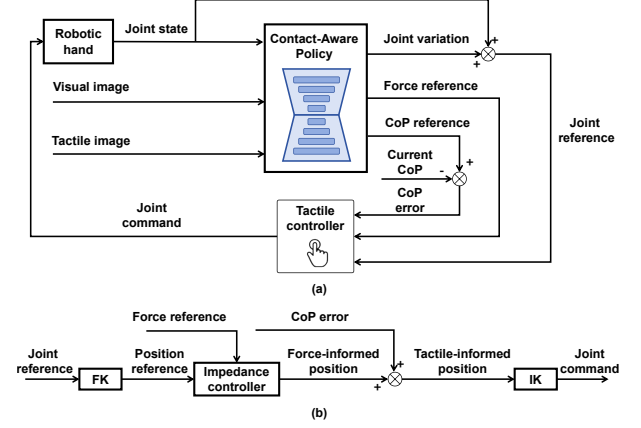 Robotic
hand
Joint state
Contact-Aware
Policy
Joint variation
+
+
Visual image
Force reference
Tactile image
CoP reference
Joint
reference
Current
CoP
-
+
CoP
error
Joint
command
Tactile
controller
(a)
Force reference
CoP error
Joint
reference
FK
Position
reference
Impedance
controller
Force-informed
position
+
+
Tactile-informed
position
IK
Joint
command
(b)